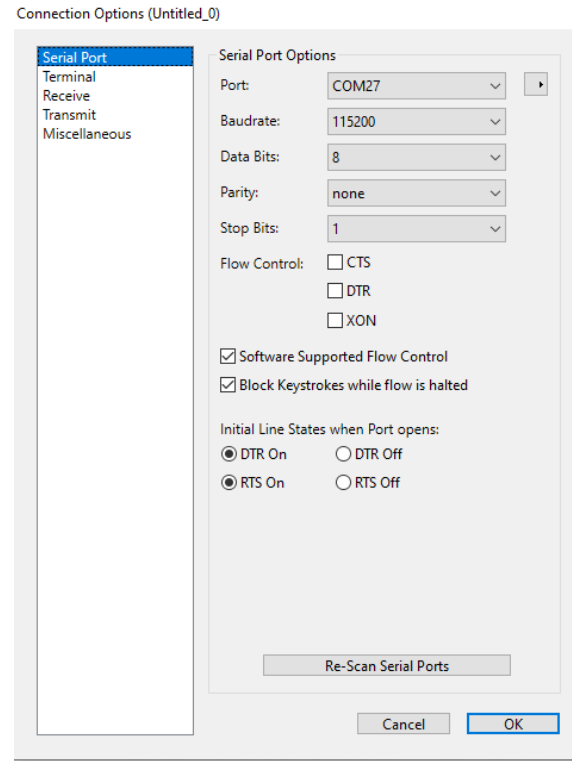 Connection Options (Untitled_0)
Serial Port
Terminal
Receive
Transmit
Miscellaneous
Serial Port Options
Port: COM27
Baudrate: 115200
Data Bits: 8
Parity: none
Stop Bits: 1
Flow Control: CTS
DTR
XON
Software Supported Flow Control
Block Keystrokes while flow is halted
Initial Line States when Port opens:
DTR On DTR Off
RTS On RTS Off
Re-Scan Serial Ports
Cancel OK